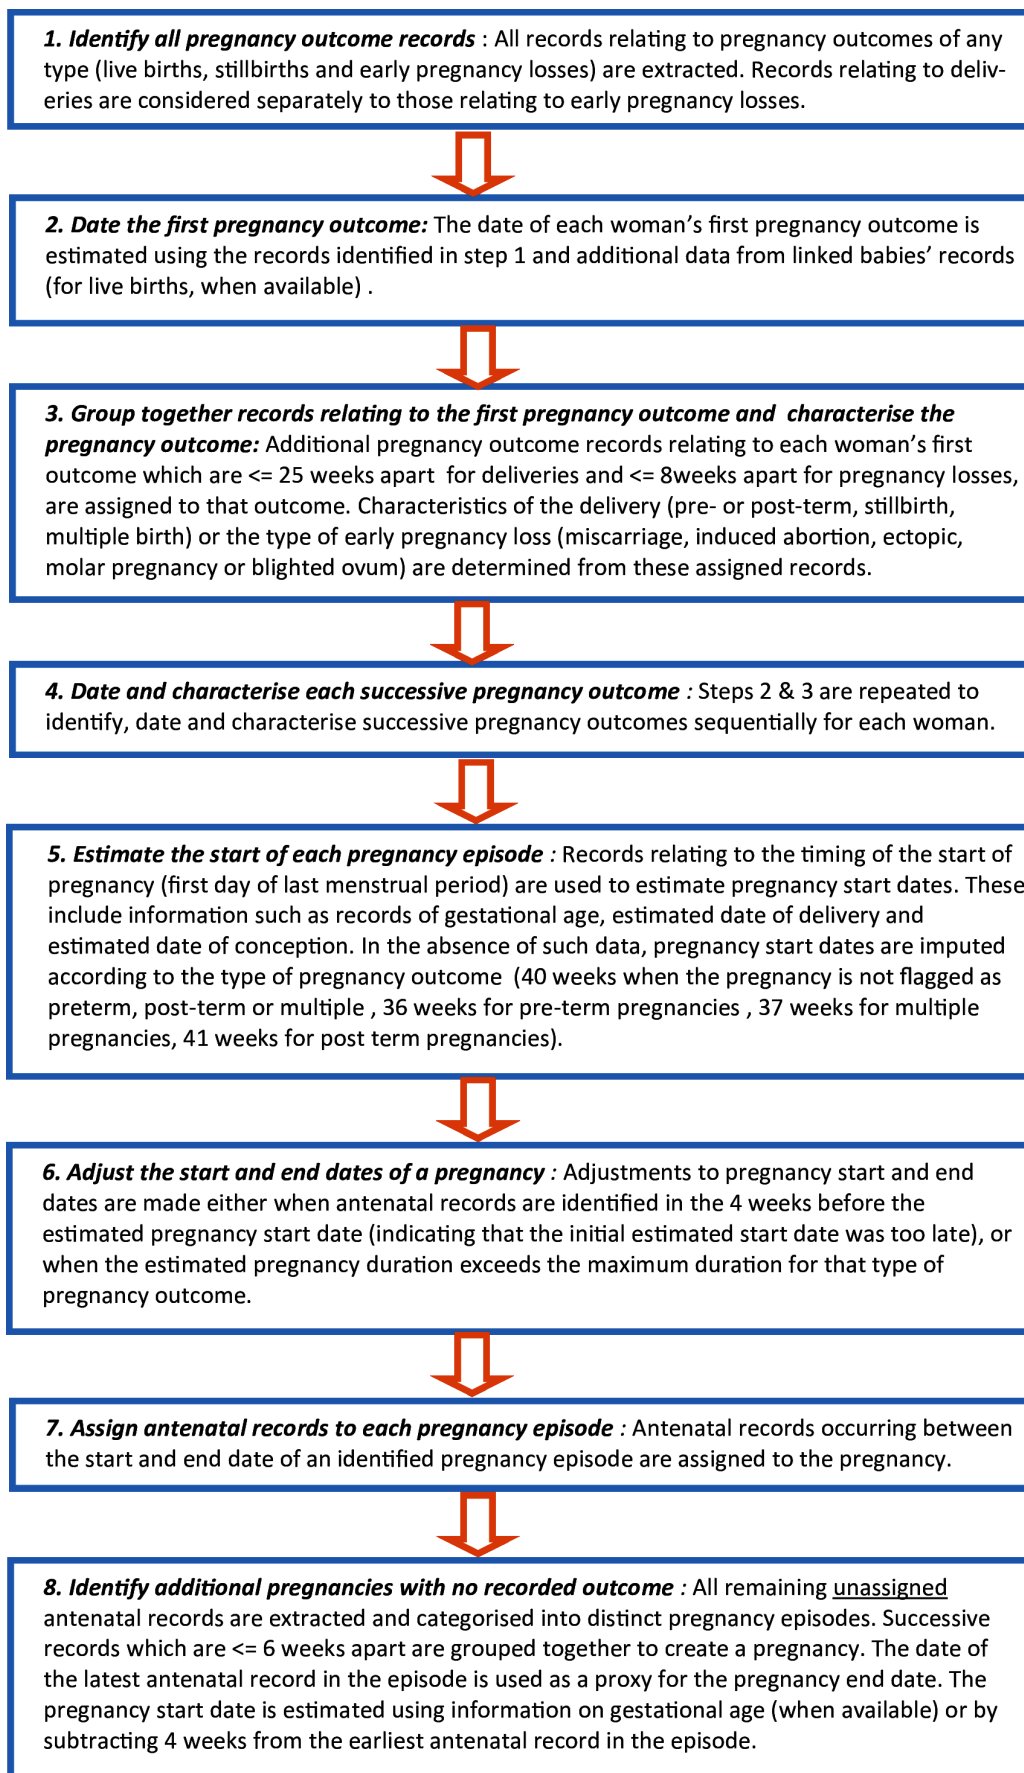 1. Identify all pregnancy outcome records : All records relating to pregnancy outcomes of any
type (live births, stillbirths and early pregnancy losses) are extracted. Records relating to deliv-
eries are considered separately to those relating to early pregnancy losses.
2. Date the first pregnancy outcome: The date of each woman’s first pregnancy outcome is
estimated using the records identified in step 1 and additional data from linked babies’ records
(for live births, when available) .
3. Group together records relating to the first pregnancy outcome and  characterise the
pregnancy outcome: Additional pregnancy outcome records relating to each woman’s first
outcome which are <= 25 weeks apart  for deliveries and <= 8weeks apart for pregnancy losses,
are assigned to that outcome. Characteristics of the delivery (pre- or post-term, stillbirth,
multiple birth) or the type of early pregnancy loss (miscarriage, induced abortion, ectopic,
molar pregnancy or blighted ovum) are determined from these assigned records.
4. Date and characterise each successive pregnancy outcome : Steps 2 & 3 are repeated to
identify, date and characterise successive pregnancy outcomes sequentially for each woman.
5. Estimate the start of each pregnancy episode : Records relating to the timing of the start of
pregnancy (first day of last menstrual period) are used to estimate pregnancy start dates. These
include information such as records of gestational age, estimated date of delivery and
estimated date of conception. In the absence of such data, pregnancy start dates are imputed
according to the type of pregnancy outcome  (40 weeks when the pregnancy is not flagged as
preterm, post-term or multiple , 36 weeks for pre-term pregnancies , 37 weeks for multiple
pregnancies, 41 weeks for post term pregnancies).
6. Adjust the start and end dates of a pregnancy : Adjustments to pregnancy start and end
dates are made either when antenatal records are identified in the 4 weeks before the
estimated pregnancy start date (indicating that the initial estimated start date was too late), or
when the estimated pregnancy duration exceeds the maximum duration for that type of
pregnancy outcome.
7. Assign antenatal records to each pregnancy episode : Antenatal records occurring between
the start and end date of an identified pregnancy episode are assigned to the pregnancy.
8. Identify additional pregnancies with no recorded outcome : All remaining unassigned
antenatal records are extracted and categorised into distinct pregnancy episodes. Successive
records which are <= 6 weeks apart are grouped together to create a pregnancy. The date of
the latest antenatal record in the episode is used as a proxy for the pregnancy end date. The
pregnancy start date is estimated using information on gestational age (when available) or by
subtracting 4 weeks from the earliest antenatal record in the episode.